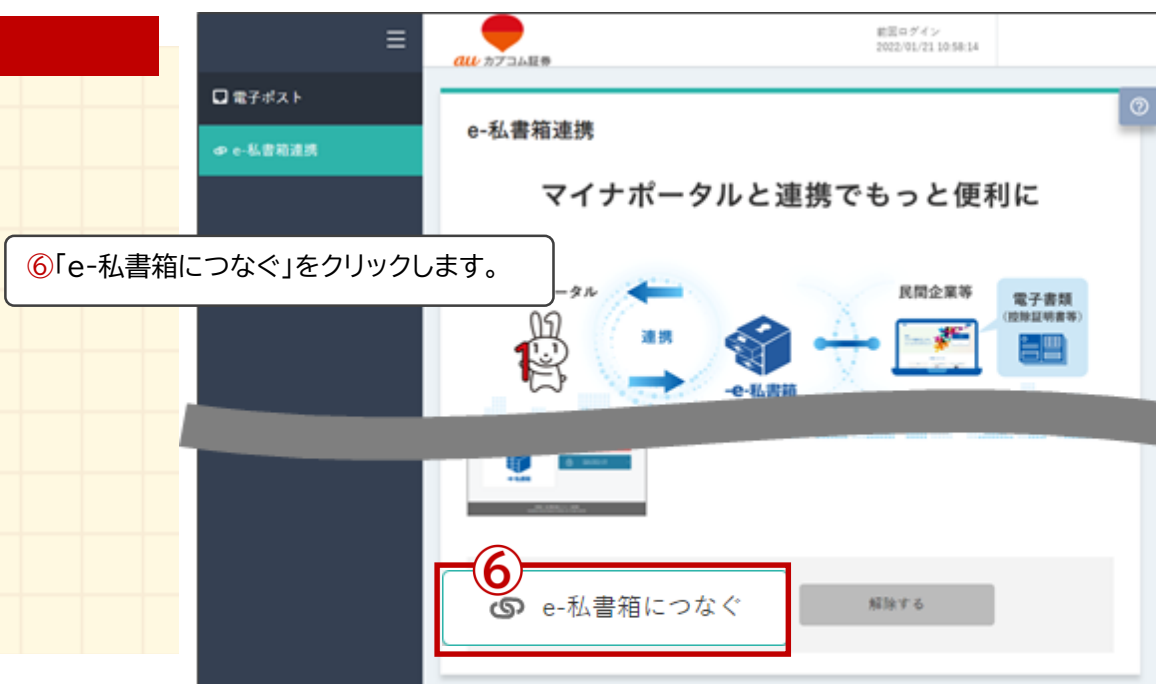 au カブコム証券
前回ログイン
2022/01/21 10:58:14
電子ポスト
e-私書箱連携
e-私書箱連携
マイナポータルと連携でもっと便利に
⑥「e-私書箱につなぐ」をクリックします。
ータル
連携
e-私書箱
民間企業等
電子書類
(控除証明書等)
⑥
e-私書箱につなぐ
解除する